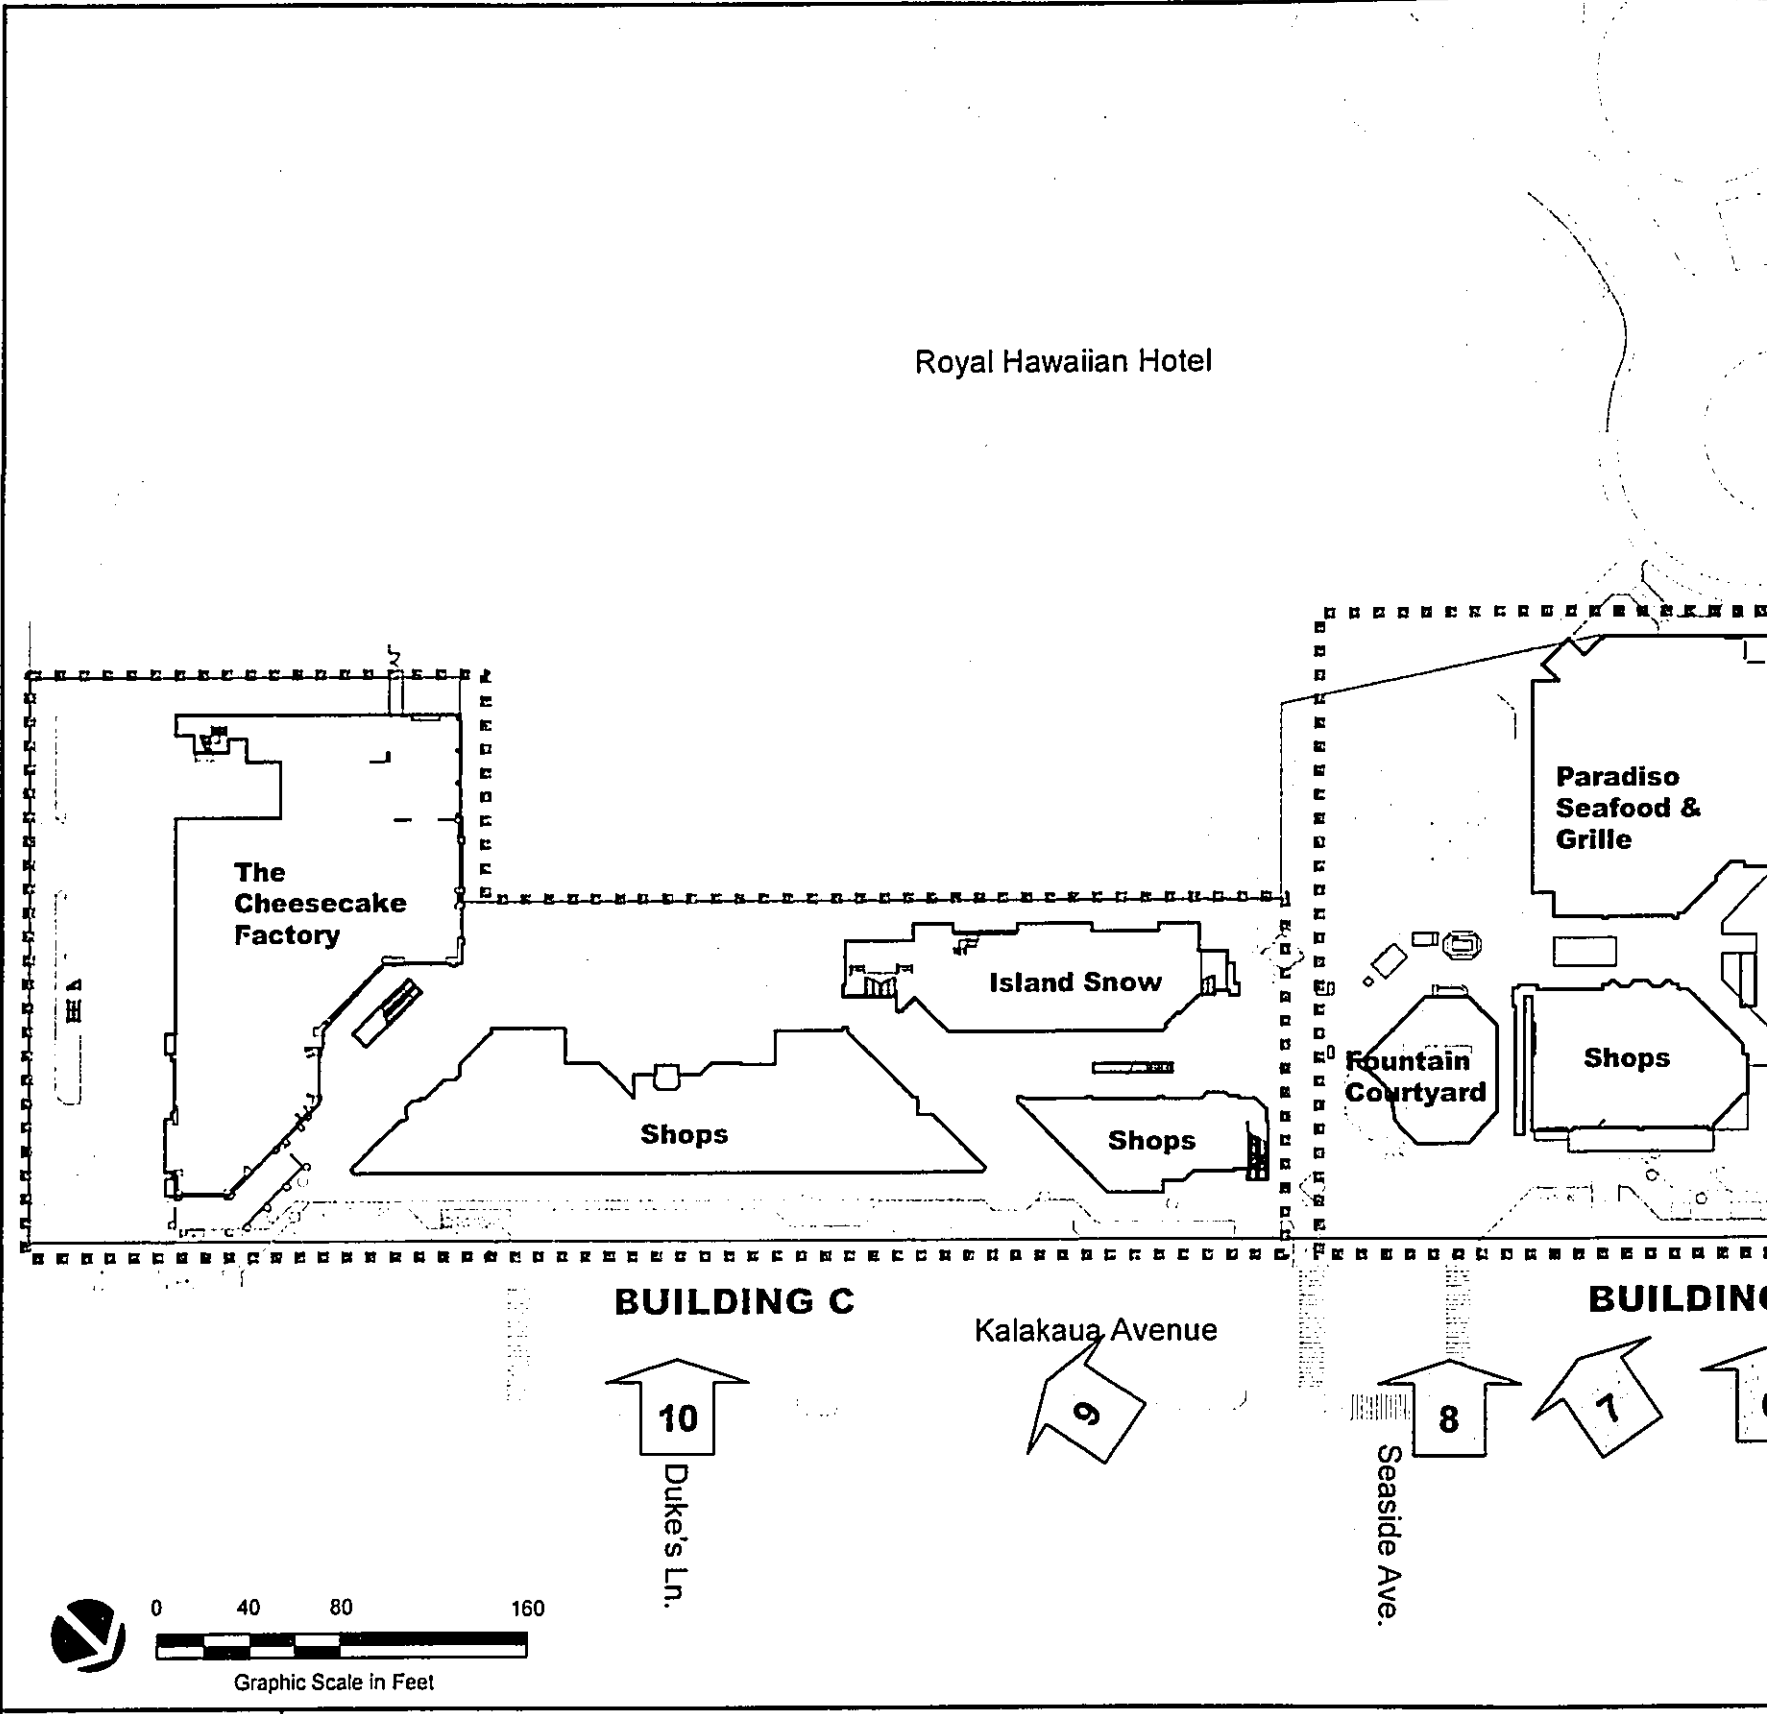 Royal Hawaiian Hotel
Paradiso
Seafood &
Grille
The
Cheesecake
Factory
Island Snow
Fountain
Courtyard
Shops
Shops
Shops
BUILDING C
BUILDING
Kalakaua Avenue
10
9
8
7
Duke's Ln.
Seaside Ave.
0 40 80 160
Graphic Scale in Feet